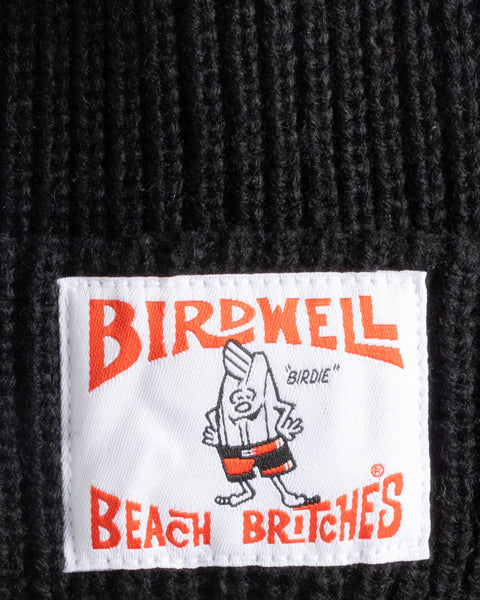 BIRDWELL
"BIRDIE"
®
BEACH BRITCHES